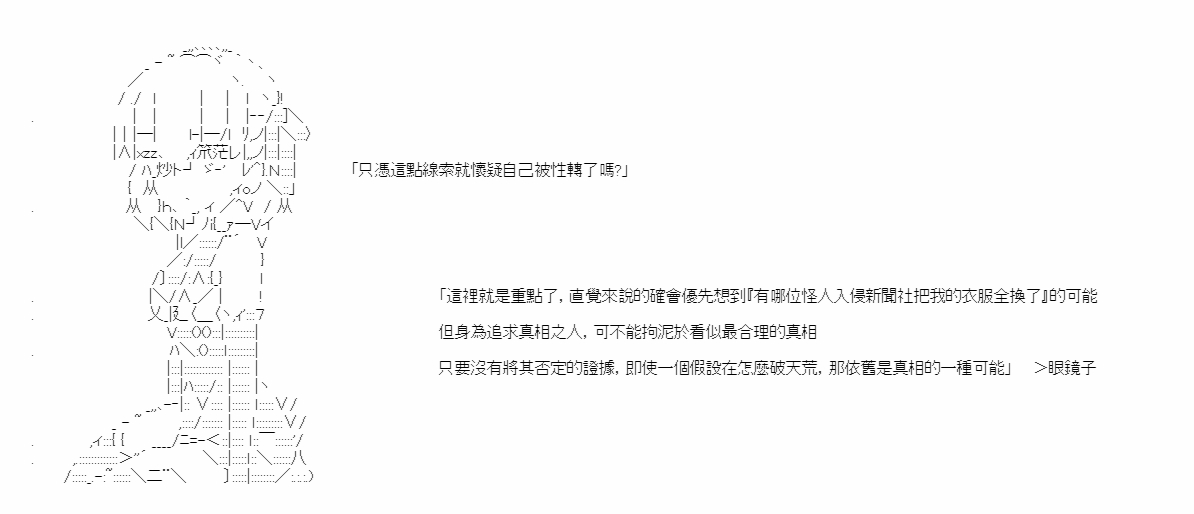 「只憑這點線索就懷疑自己被性轉了嗎?」
「這裡就是重點了, 直覺來說的確會優先想到『有哪位怪人入侵新聞社把我的衣服全換了』的可能
但身為追求真相之人, 可不能拘泥於看似最合理的真相
只要沒有將其否定的證據, 即使一個假設在怎麼破天荒, 那依舊是真相的一種可能」 >眼鏡子